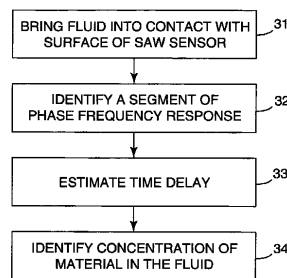 BRING FLUID INTO CONTACT WITH
SURFACE OF SAW SENSOR
31
IDENTIFY A SEGMENT OF
PHASE FREQUENCY RESPONSE
32
ESTIMATE TIME DELAY
33
IDENTIFY CONCENTRATION OF
MATERIAL IN THE FLUID
34